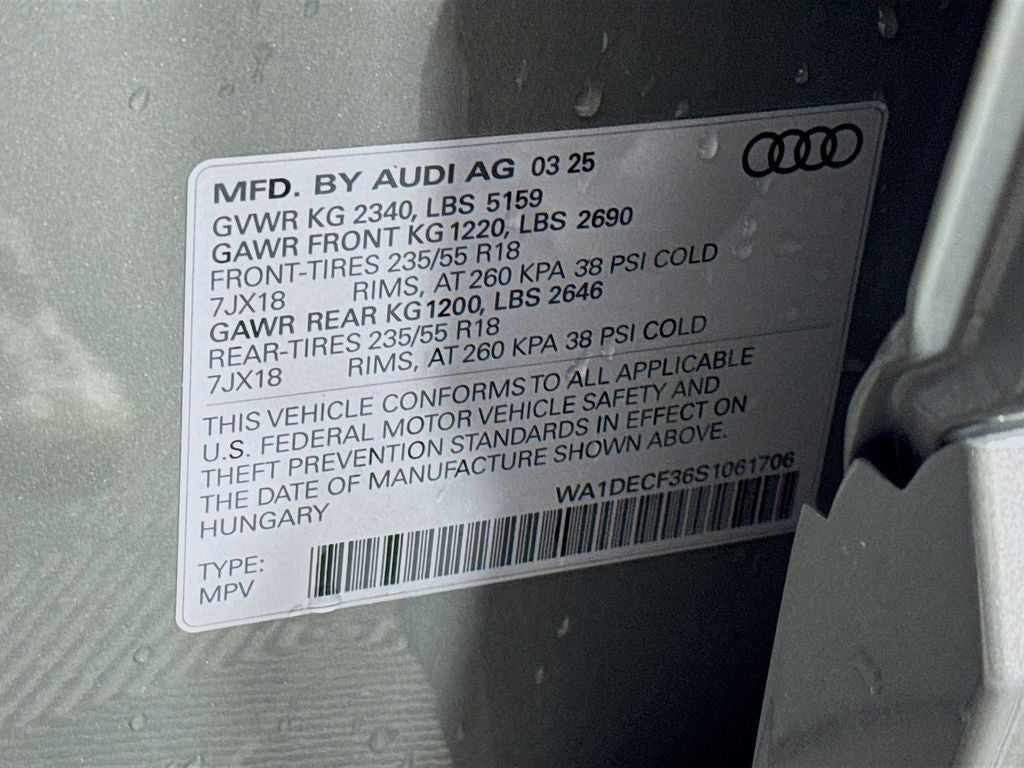 MFD. BY AUDI AG 03 25
GVWR KG 2340, LBS 5159
GAWR FRONT KG 1220, LBS 2690
FRONT-TIRES 235/55 R18
7JX18 RIMS, AT 260 KPA 38 PSI COLD
GAWR REAR KG 1200, LBS 2646
REAR-TIRES 235/55 R18
7JX18 RIMS, AT 260 KPA 38 PSI COLD
THIS VEHICLE CONFORMS TO ALL APPLICABLE
U.S. FEDERAL MOTOR VEHICLE SAFETY AND
THEFT PREVENTION STANDARDS IN EFFECT ON
THE DATE OF MANUFACTURE SHOWN ABOVE.
HUNGARY
WA1DECF36S1061706
TYPE:
MPV